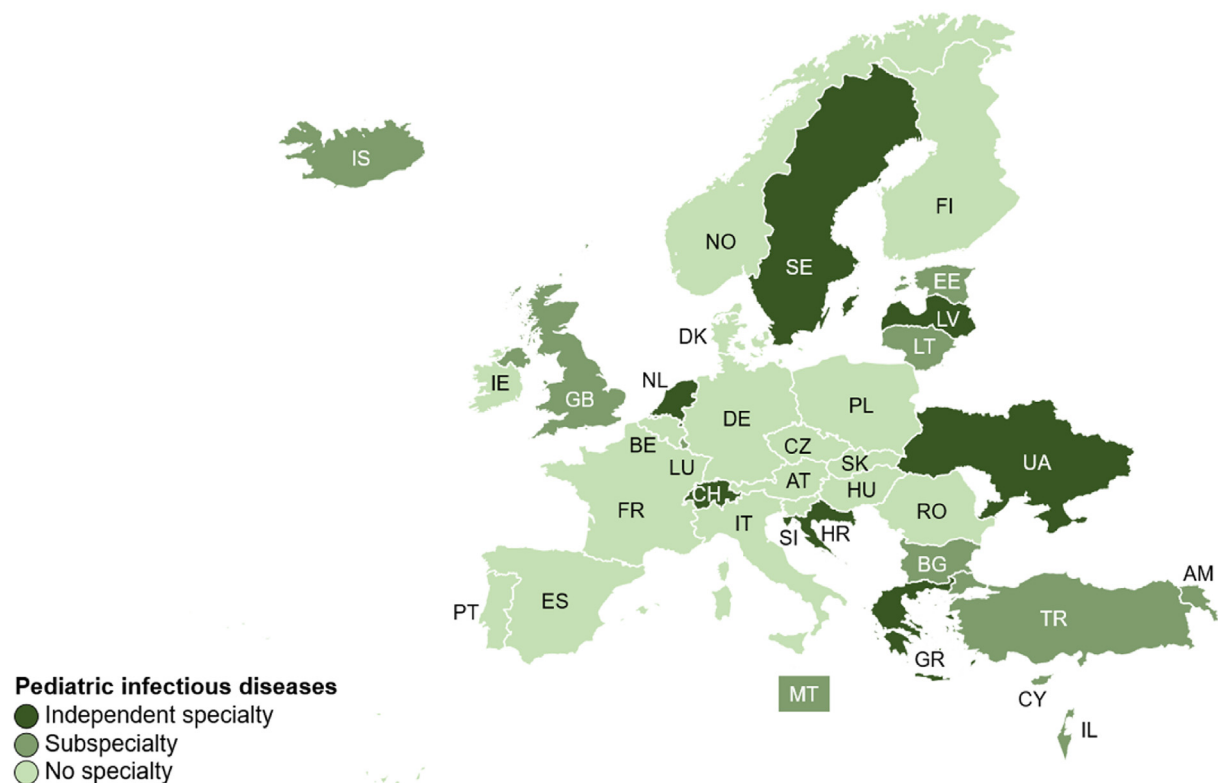 IS
NO
FI
SE
EE
LV
LT
DK
IE
GB
NL
DE
PL
BE
LU
CZ
SK
UA
AT
HU
CH
FR
IT
SI
HR
RO
BG
AM
PT
ES
TR
GR
MT
CY
IL
Pediatric infectious diseases
Independent specialty
Subspecialty
No specialty